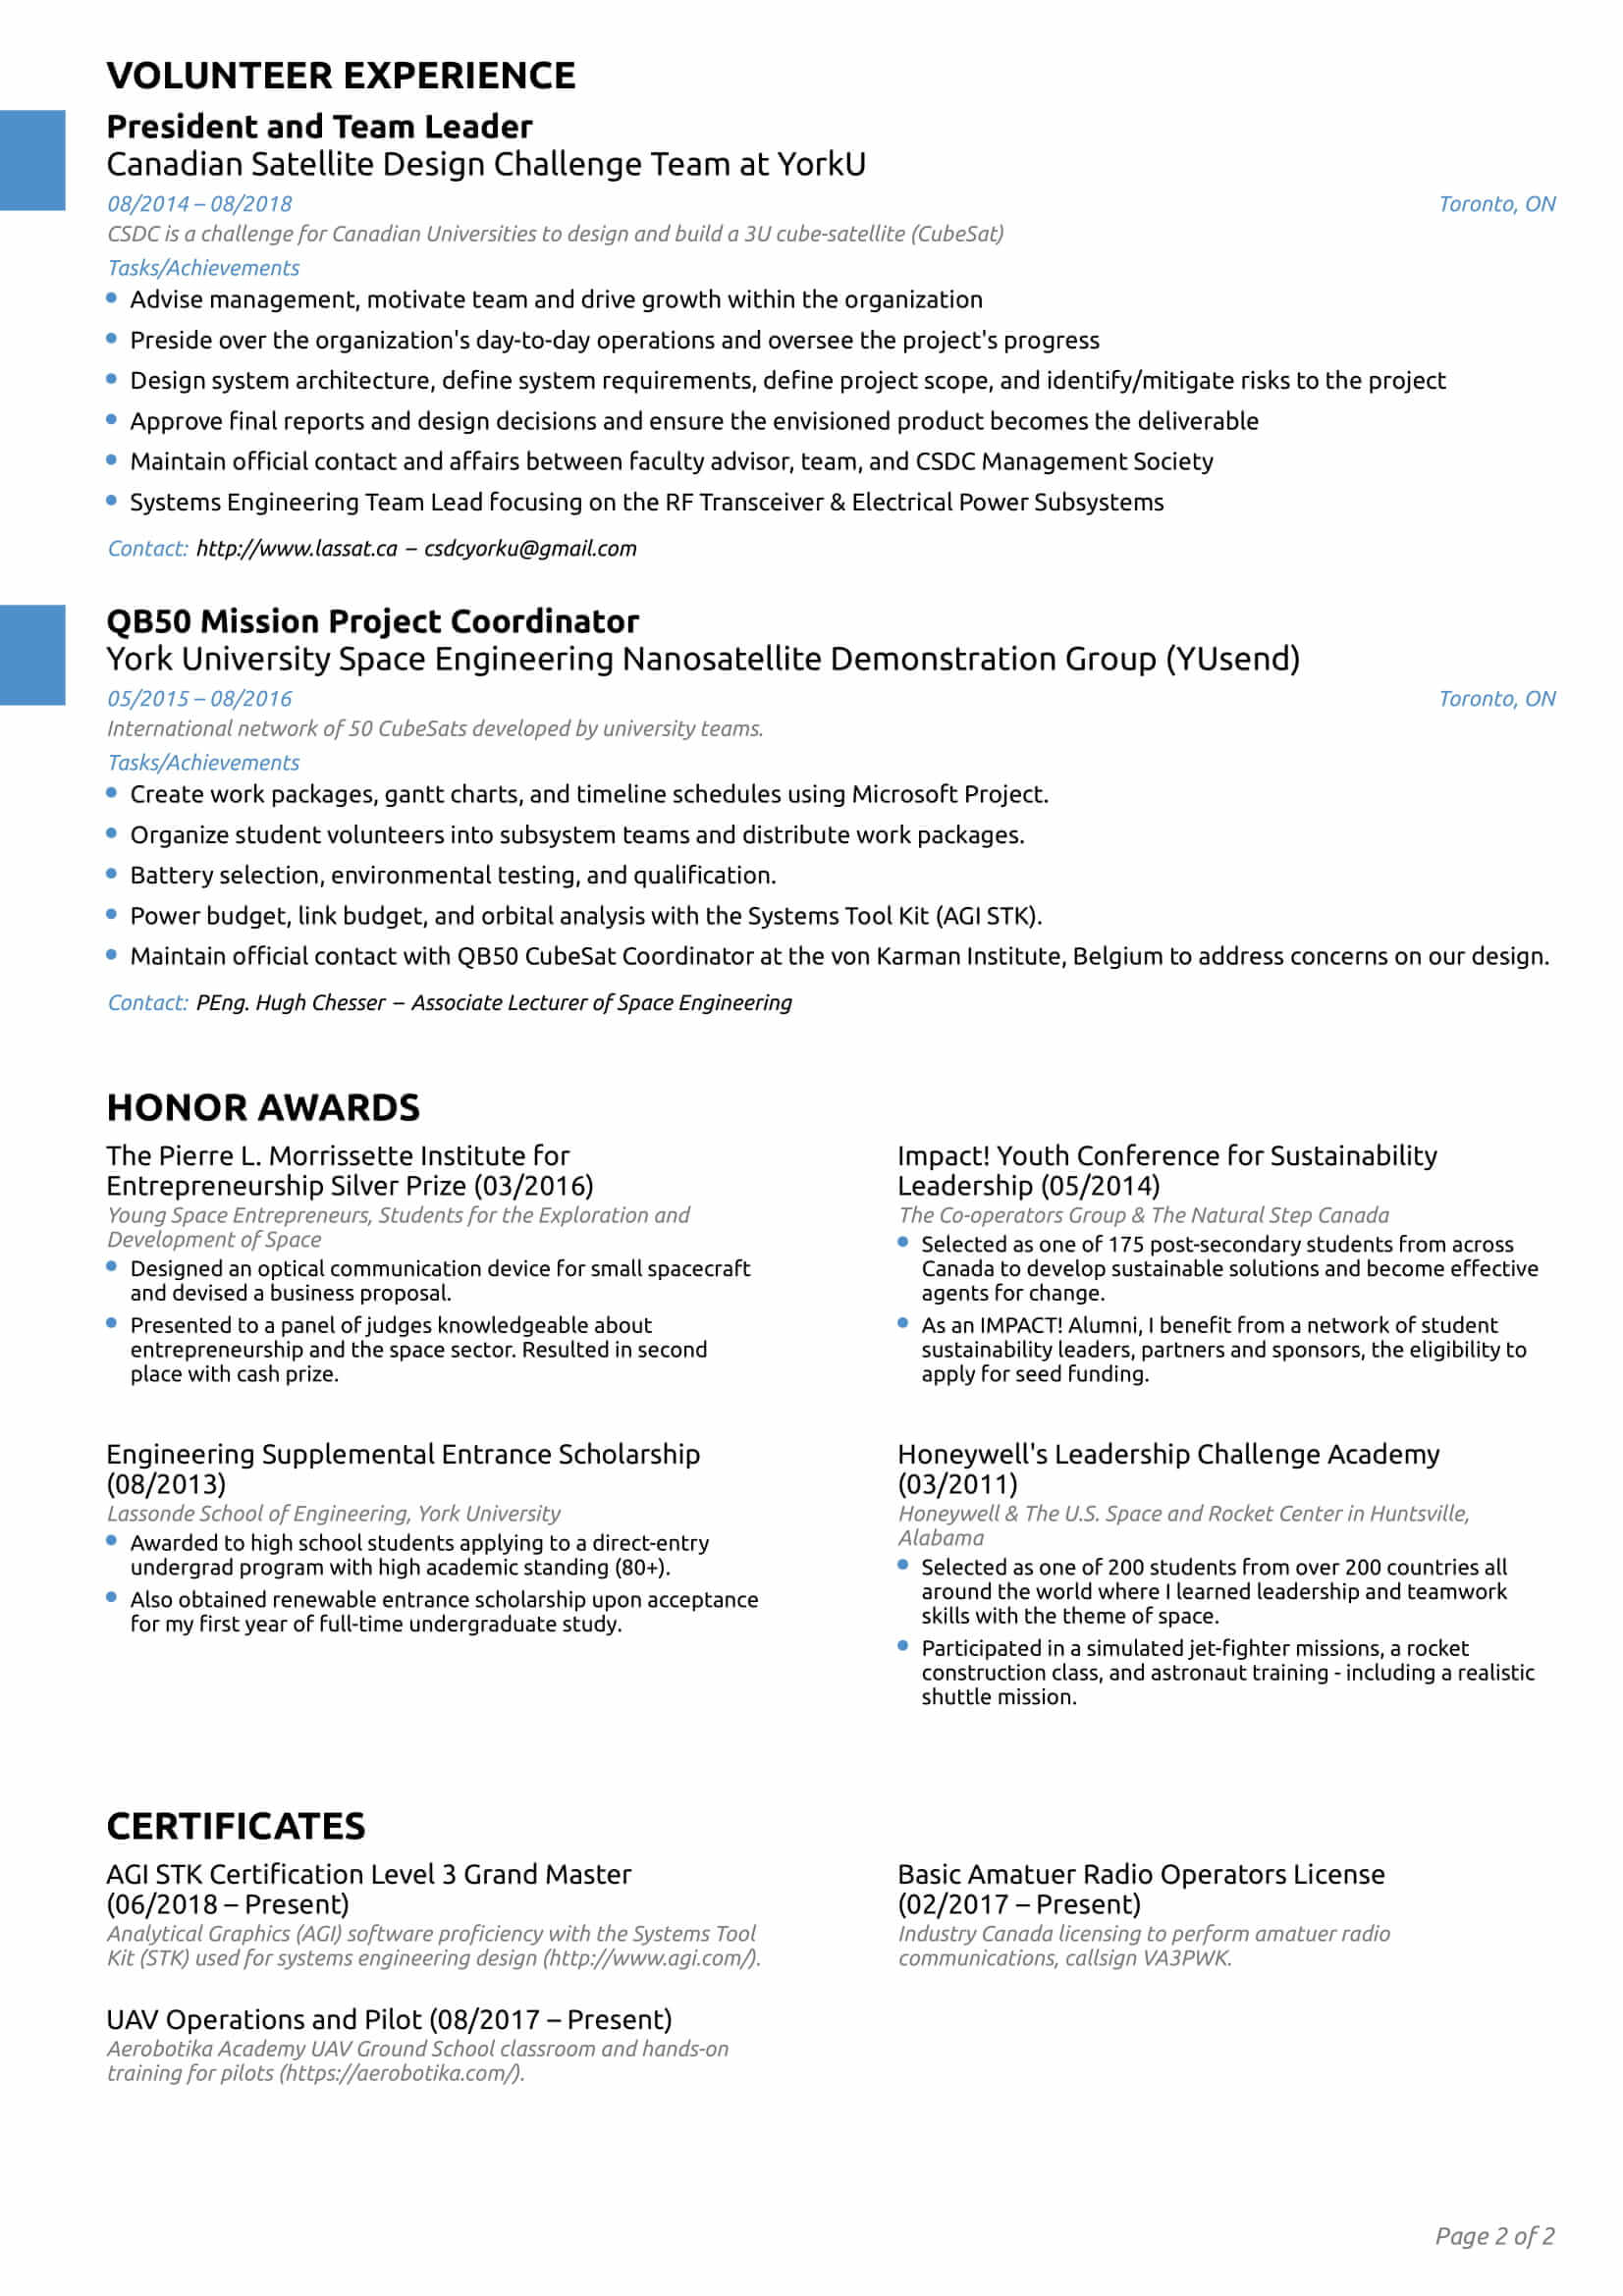 VOLUNTEER EXPERIENCE
President and Team Leader
Canadian Satellite Design Challenge Team at YorkU
08/2014 – 08/2018
Toronto, ON
CSDC is a challenge for Canadian Universities to design and build a 3U cube-satellite (CubeSat)
Tasks/Achievements
Advise management, motivate team and drive growth within the organization
Preside over the organization's day-to-day operations and oversee the project's progress
Design system architecture, define system requirements, define project scope, and identify/mitigate risks to the project
Approve final reports and design decisions and ensure the envisioned product becomes the deliverable
Maintain official contact and affairs between faculty advisor, team, and CSDC Management Society
Systems Engineering Team Lead focusing on the RF Transceiver & Electrical Power Subsystems
Contact: http://www.lassat.ca – csdcyorku@gmail.com
QB50 Mission Project Coordinator
York University Space Engineering Nanosatellite Demonstration Group (YUsend)
05/2015 – 08/2016
Toronto, ON
International network of 50 CubeSats developed by university teams.
Tasks/Achievements
Create work packages, gantt charts, and timeline schedules using Microsoft Project.
Organize student volunteers into subsystem teams and distribute work packages.
Battery selection, environmental testing, and qualification.
Power budget, link budget, and orbital analysis with the Systems Tool Kit (AGI STK).
Maintain official contact with QB50 CubeSat Coordinator at the von Karman Institute, Belgium to address concerns on our design.
Contact: PEng. Hugh Chesser – Associate Lecturer of Space Engineering
HONOR AWARDS
The Pierre L. Morrissette Institute for
Entrepreneurship Silver Prize (03/2016)
Young Space Entrepreneurs, Students for the Exploration and
Development of Space
Designed an optical communication device for small spacecraft
and devised a business proposal.
Presented to a panel of judges knowledgeable about
entrepreneurship and the space sector. Resulted in second
place with cash prize.
Impact! Youth Conference for Sustainability
Leadership (05/2014)
The Co-operators Group & The Natural Step Canada
Selected as one of 175 post-secondary students from across
Canada to develop sustainable solutions and become effective
agents for change.
As an IMPACT! Alumni, I benefit from a network of student
sustainability leaders, partners and sponsors, the eligibility to
apply for seed funding.
Engineering Supplemental Entrance Scholarship
(08/2013)
Lassonde School of Engineering, York University
Awarded to high school students applying to a direct-entry
undergrad program with high academic standing (80+).
Also obtained renewable entrance scholarship upon acceptance
for my first year of full-time undergraduate study.
Honeywell's Leadership Challenge Academy
(03/2011)
Honeywell & The U.S. Space and Rocket Center in Huntsville,
Alabama
Selected as one of 200 students from over 200 countries all
around the world where I learned leadership and teamwork
skills with the theme of space.
Participated in a simulated jet-fighter missions, a rocket
construction class, and astronaut training - including a realistic
shuttle mission.
CERTIFICATES
AGI STK Certification Level 3 Grand Master
(06/2018 – Present)
Analytical Graphics (AGI) software proficiency with the Systems Tool
Kit (STK) used for systems engineering design (http://www.agi.com/).
Basic Amatuer Radio Operators License
(02/2017 – Present)
Industry Canada licensing to perform amatuer radio
communications, callsign VA3PWK.
UAV Operations and Pilot (08/2017 – Present)
Aerobotika Academy UAV Ground School classroom and hands-on
training for pilots (https://aerobotika.com/).
Page 2 of 2